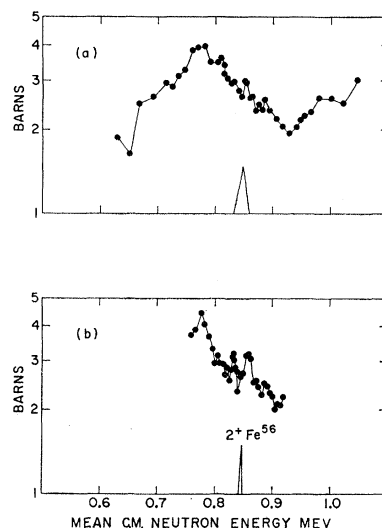 5
4
(a)
3
BARNS
2
1
5
4
(b)
3
BARNS
2
2+ Fe56
1
0.6 0.7 0.8 0.9 1.0
MEAN C.M. NEUTRON ENERGY MEV